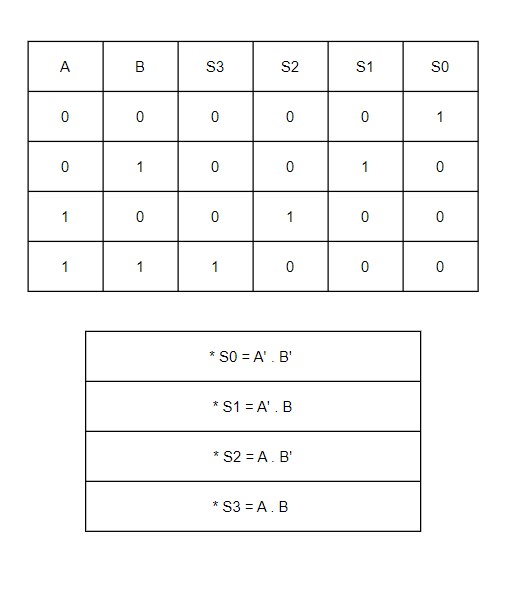 A B S3 S2 S1 S0
0 0 0 0 0 1
0 1 0 0 1 0
1 0 0 1 0 0
1 1 1 0 0 0
* S0 = A' . B'
* S1 = A' . B
* S2 = A . B'
* S3 = A . B